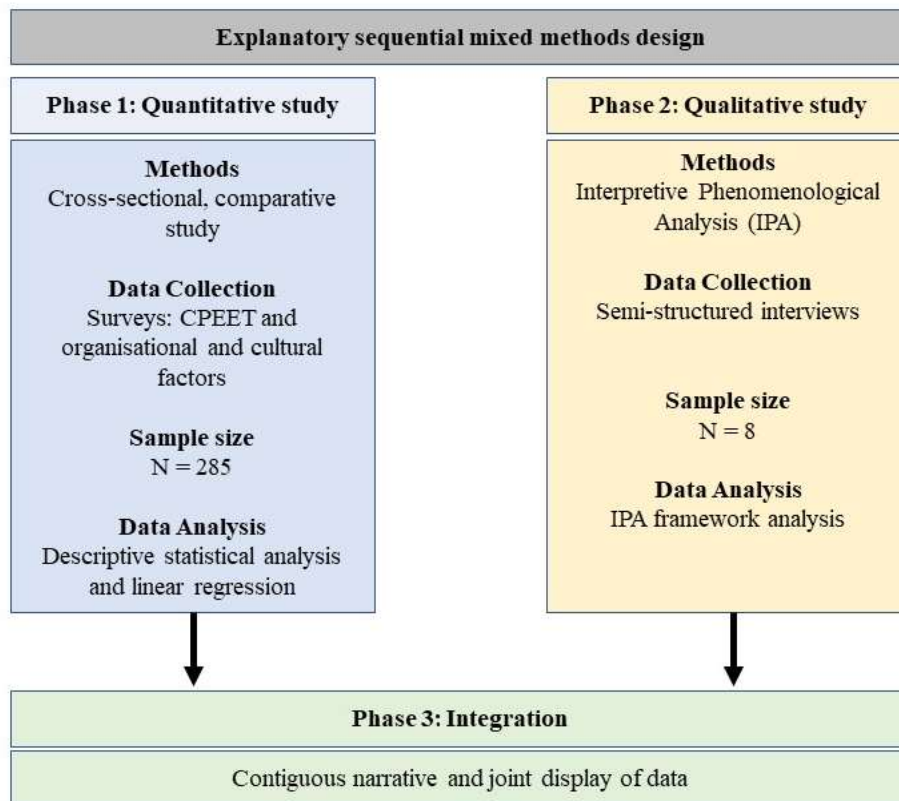 Explanatory sequential mixed methods design
Phase 1: Quantitative study
Methods
Cross-sectional, comparative
study
Data Collection
Surveys: CPEET and
organisational and cultural
factors
Sample size
N = 285
Data Analysis
Descriptive statistical analysis
and linear regression
Phase 2: Qualitative study
Methods
Interpretive Phenomenological
Analysis (IPA)
Data Collection
Semi-structured interviews
Sample size
N = 8
Data Analysis
IPA framework analysis
Phase 3: Integration
Contiguous narrative and joint display of data